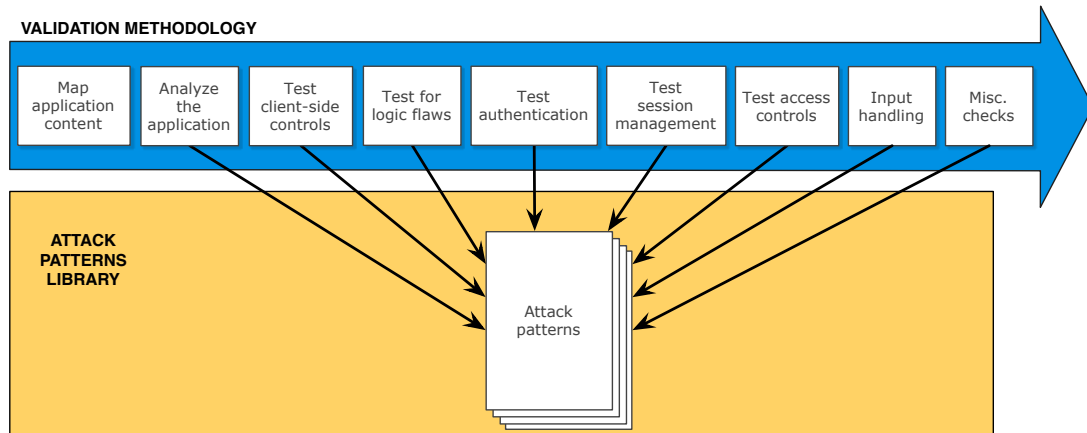 VALIDATION METHODOLOGY
Map
application
content
Analyze
the
application
Test
client-side
controls
Test for
logic flaws
Test
authentication
Test
session
management
Test access
controls
Input
handling
Misc.
checks
ATTACK
PATTERNS
LIBRARY
Attack
patterns